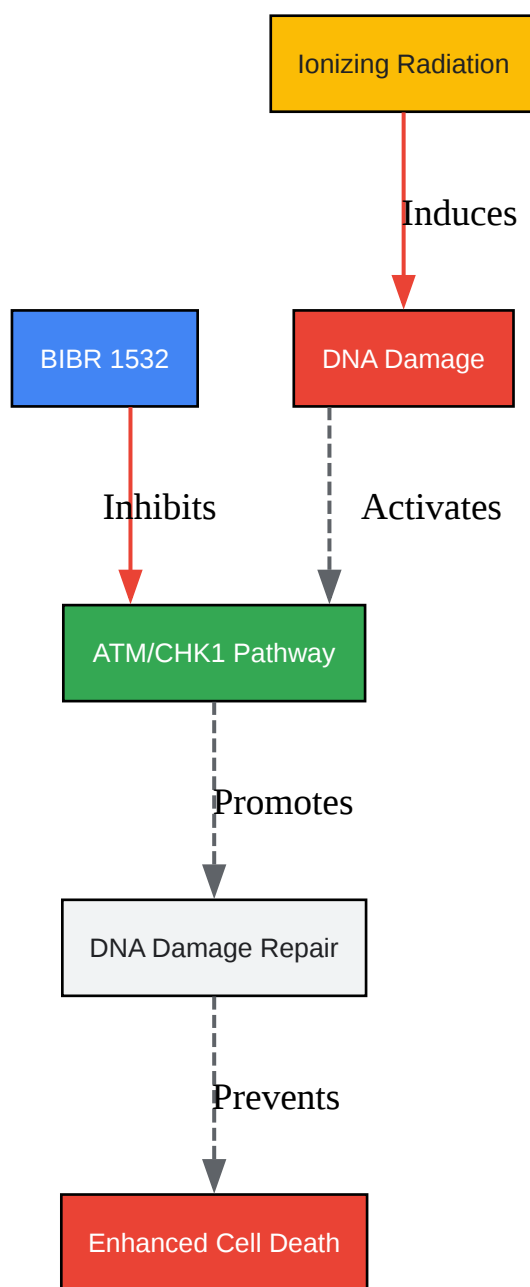 Ionizing Radiation
Induces
BIBR 1532
DNA Damage
Inhibits
Activates
ATM/CHK1 Pathway
Promotes
DNA Damage Repair
Prevents
Enhanced Cell Death